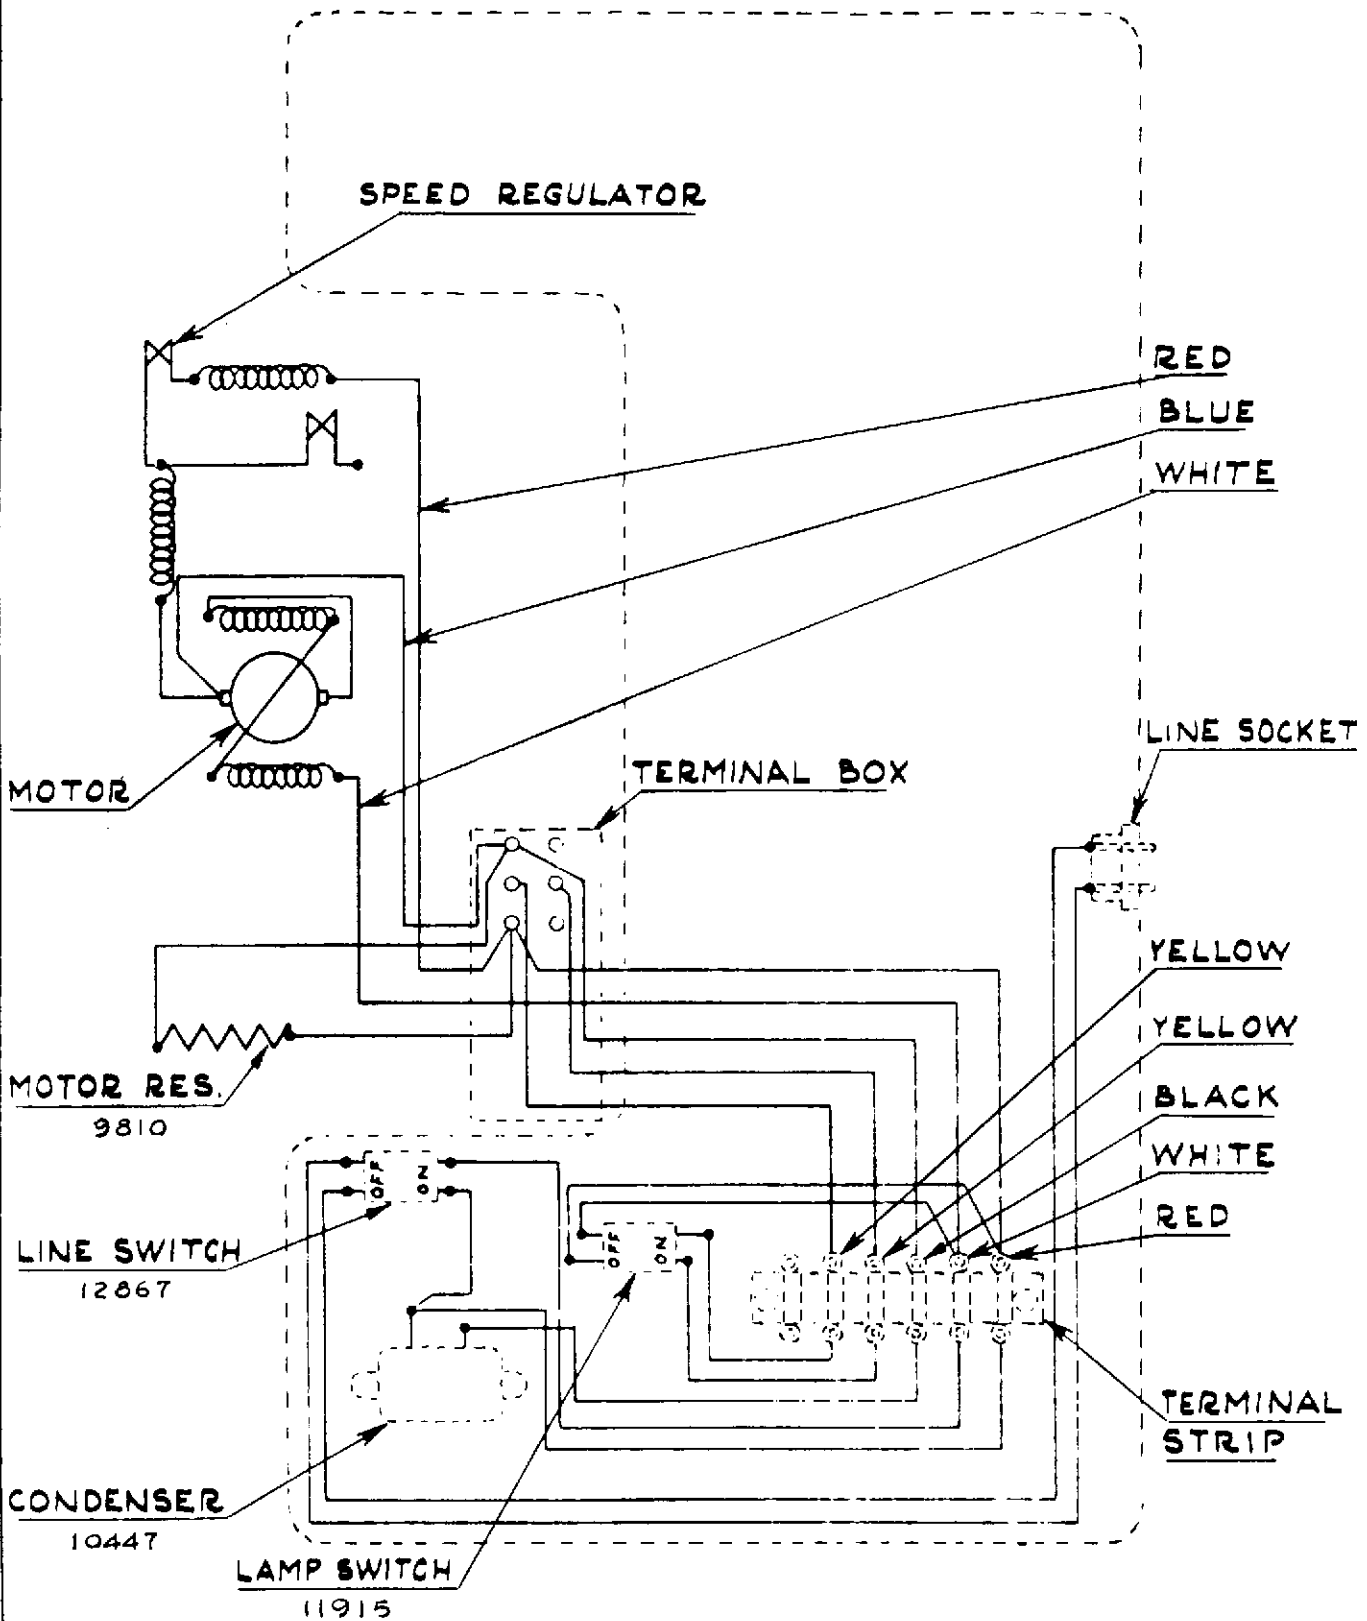 SPEED REGULATOR
RED
BLUE
WHITE
LINE SOCKET
TERMINAL BOX
MOTOR
YELLOW
YELLOW
MOTOR RES.
9810
BLACK
WHITE
OFF
ON
RED
OFF
ON
LINE SWITCH
12867
TERMINAL
STRIP
CONDENSER
10447
LAMP SWITCH
11915